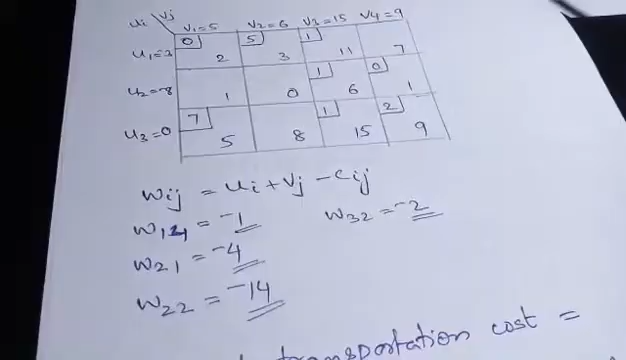 ui vj v1=5 v2=6 v3=15 v4=9
u1=-3 0 2 5 3 1 11 7
u2=-8 1 0 1 6 0 1
u3=0 7 5 8 1 15 2 9
wij = ui + vj - cij
w14 = -1 w32 = -2
w21 = -4
w22 = -14
transportation cost =